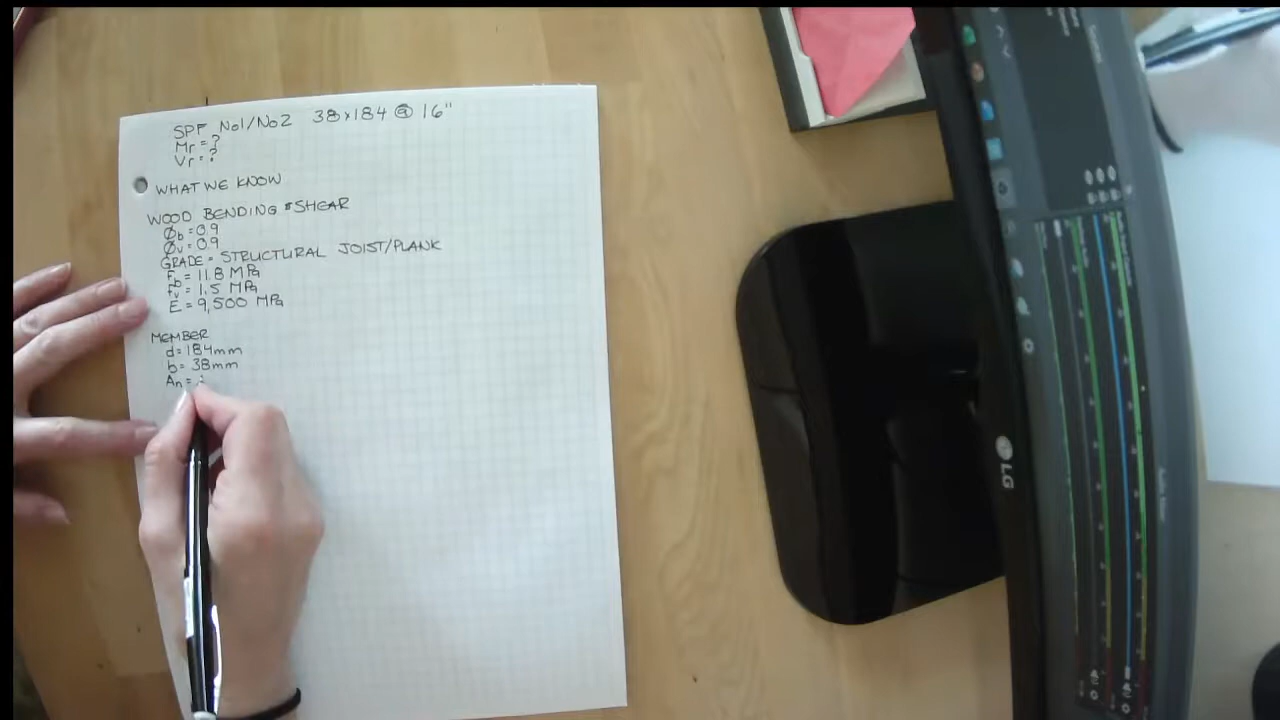 SPF No1/No2 38x184 @ 16"
Mr = ?
Vr = ?
WHAT WE KNOW
WOOD BENDING & SHEAR
Φb = 0.9
Φv = 0.9
GRADE = STRUCTURAL JOIST/PLANK
Fb = 11.8 MPa
Fv = 1.5 MPa
E = 9,500 MPa
MEMBER
d = 184mm
b = 38mm
An =
LG